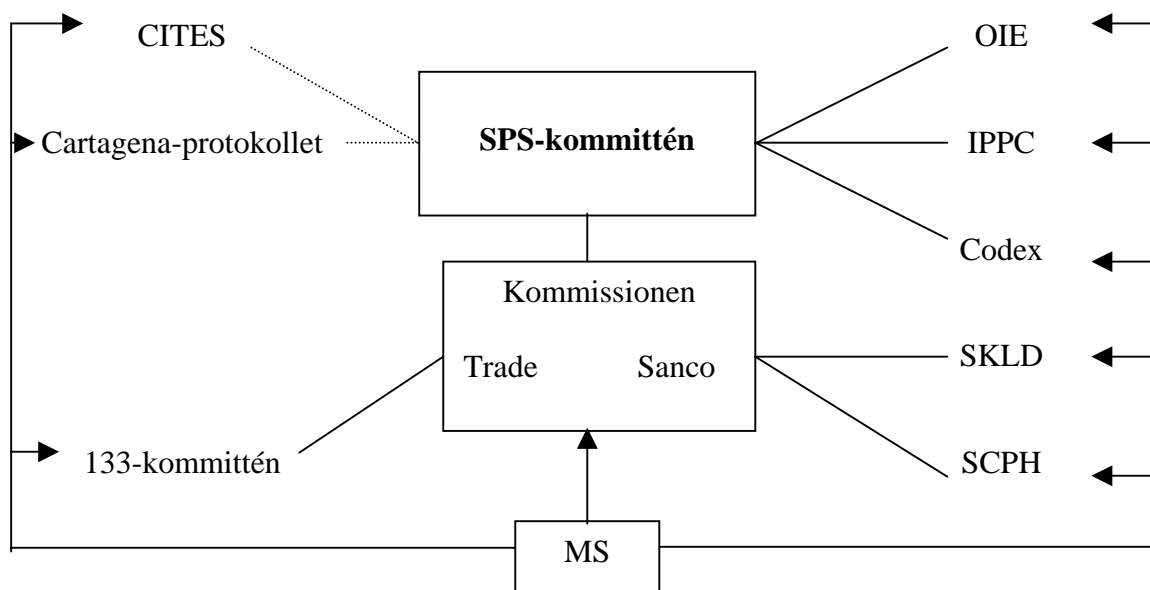 CITES
OIE
Cartagena-protokollet
SPS-kommittén
IPPC
Codex
Kommissionen
Trade
Sanco
SKLD
133-kommittén
SCPH
MS